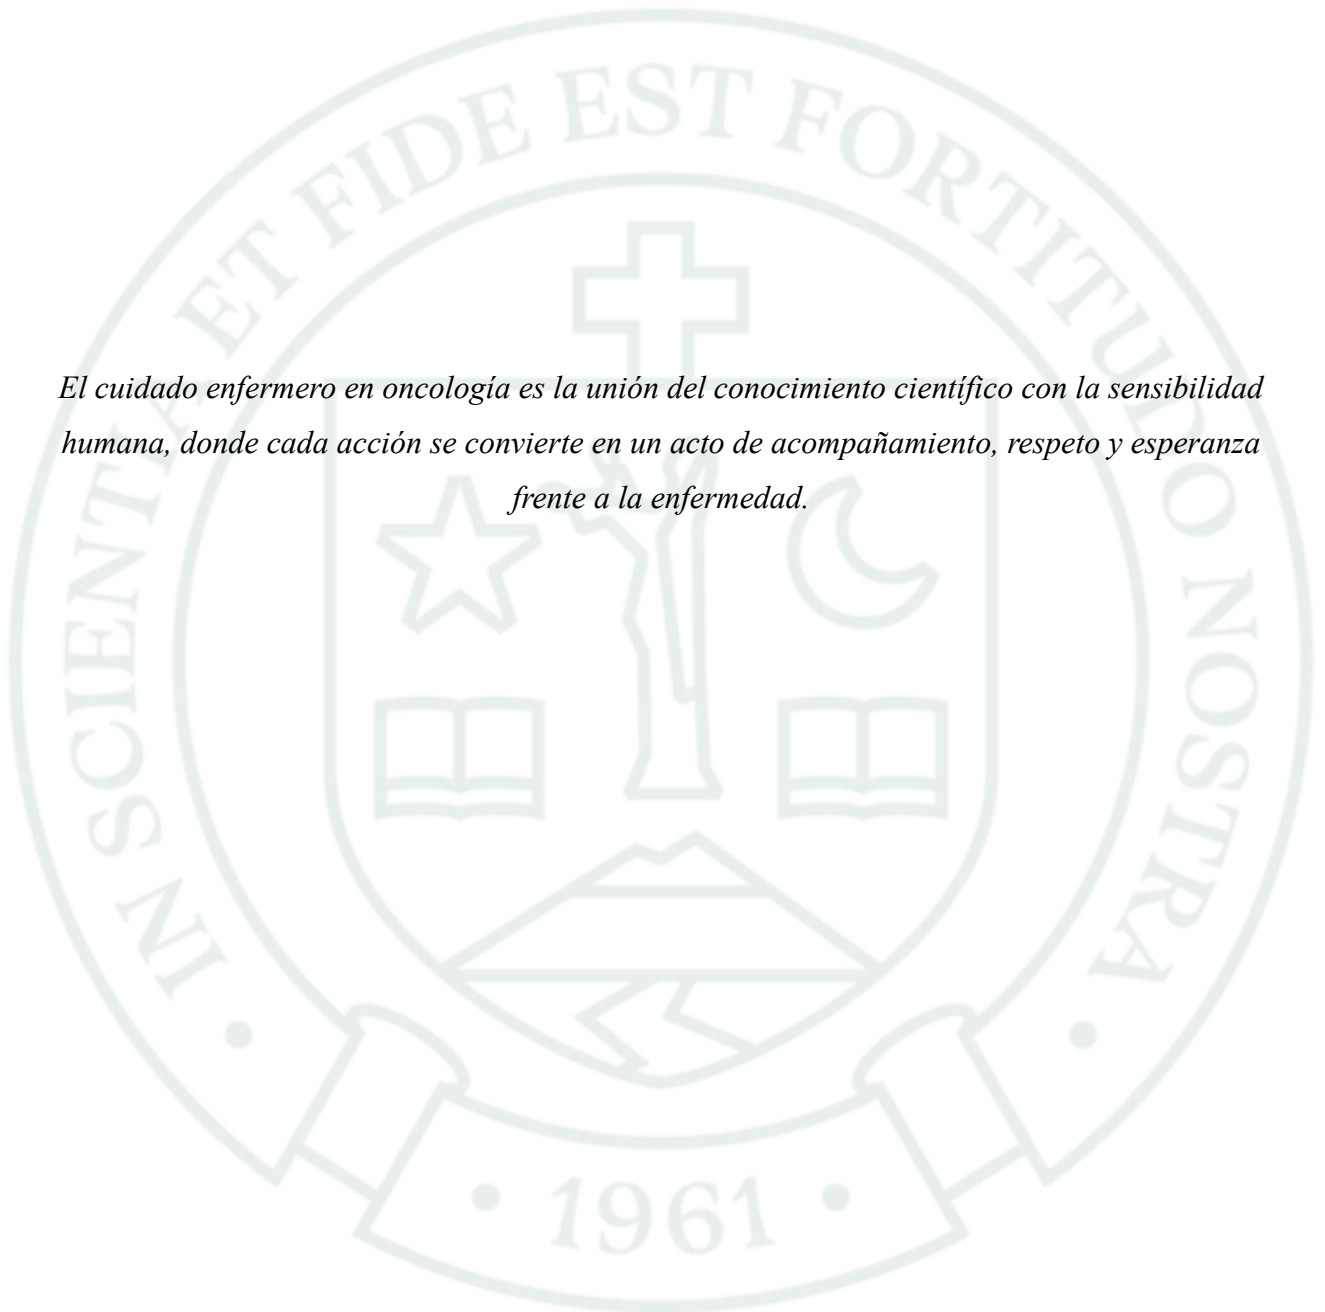 IN SCIENTIA ET FIDE EST FORTITUDO NOSTRA
El cuidado enfermero en oncología es la unión del conocimiento científico con la sensibilidad
humana, donde cada acción se convierte en un acto de acompañamiento, respeto y esperanza
frente a la enfermedad.
• 1961 •